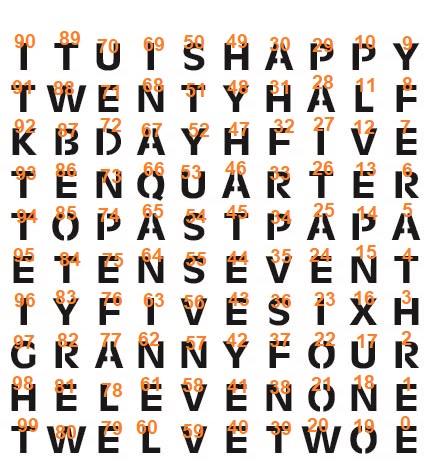 90 89 70 69 50 49 30 29 10 9
I T U I S H A P P Y
91 88 71 68 51 48 31 28 11 8
T W E N T Y H A L F
92 87 72 67 52 47 32 27 12 7
K B D A Y H F I V E
93 86 73 66 53 46 33 26 13 6
T E N Q U A R T E R
94 85 74 65 54 45 34 25 14 5
T O P A S T P A P A
95 84 75 64 55 44 35 24 15 4
E T E N S E V E N T
96 83 76 63 56 43 36 23 16 3
I Y F I V E S I X H
97 82 77 62 57 42 37 22 17 2
G R A N N Y F O U R
98 81 78 61 58 41 38 21 18 1
H E L E V E N O N E
99 80 79 60 59 40 39 20 19 0
T W E L V E T W O E